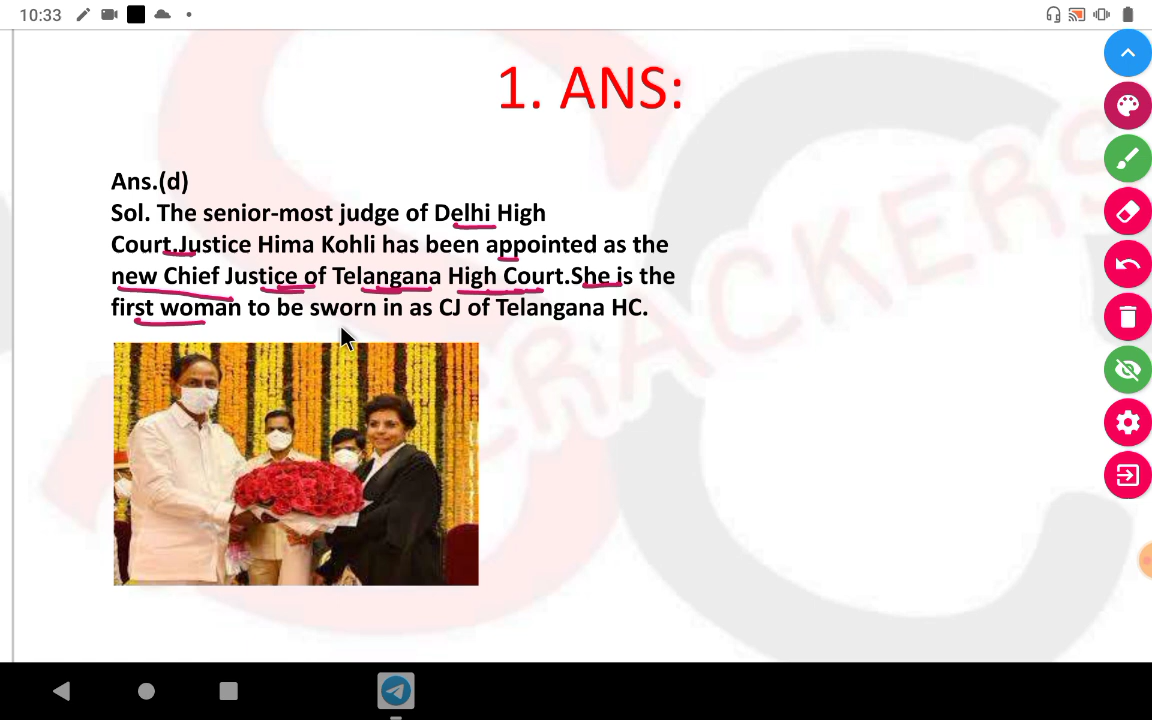 10:33
1. ANS:
Ans.(d)
Sol. The senior-most judge of Delhi High
Court.Justice Hima Kohli has been appointed as the
new Chief Justice of Telangana High Court.She is the
first woman to be sworn in as CJ of Telangana HC.
CRACKERS